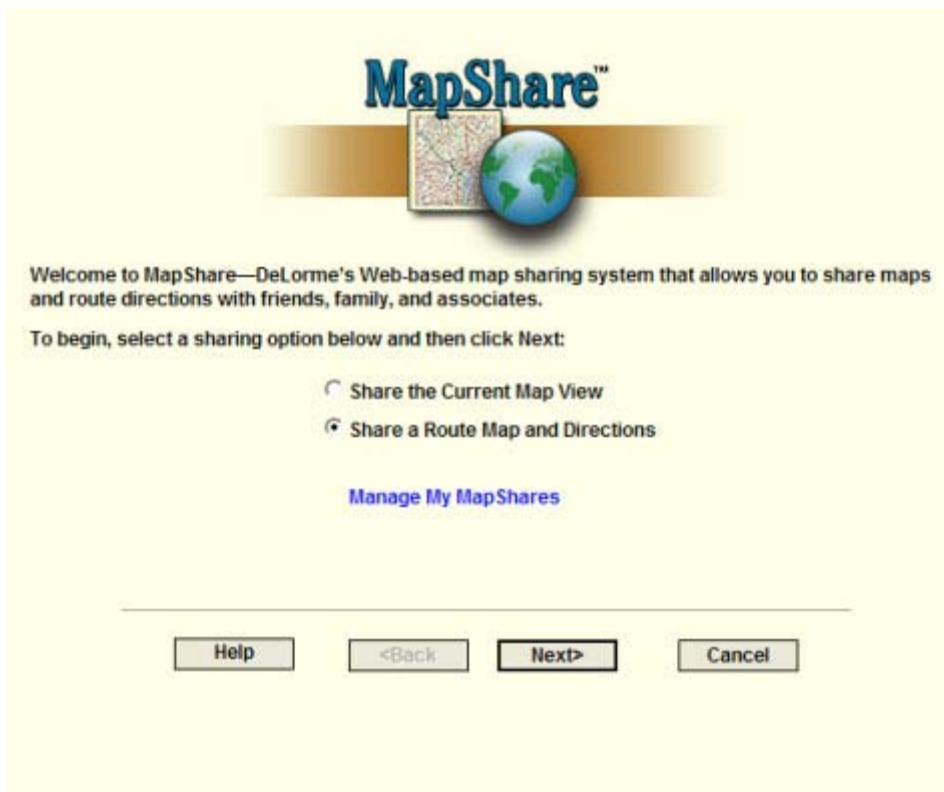 MapShare™
Welcome to MapShare—DeLorme's Web-based map sharing system that allows you to share maps
and route directions with friends, family, and associates.
To begin, select a sharing option below and then click Next:
Share the Current Map View
Share a Route Map and Directions
Manage My MapShares
Help
<Back
Next>
Cancel